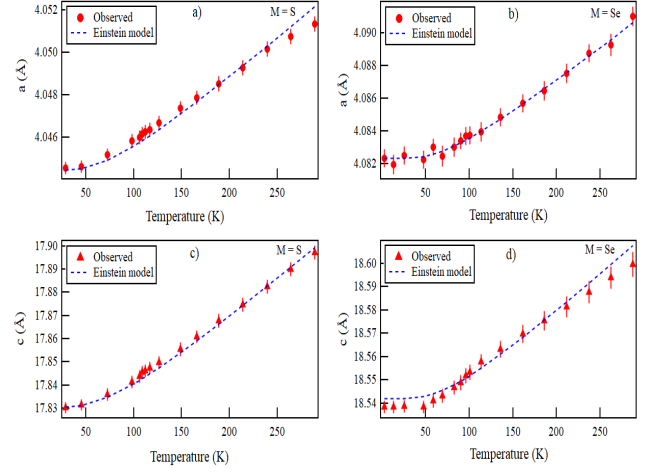 4.052
4.050
4.048
4.046
a (Å)
Observed
Einstein model
a)
M = S
50
100
150
200
250
Temperature (K)
4.090
4.088
4.086
4.084
4.082
a (Å)
Observed
Einstein model
b)
M = Se
0
50
100
150
200
250
Temperature (K)
17.90
17.89
17.88
17.87
17.86
17.85
17.84
17.83
c (Å)
Observed
Einstein model
c)
M = S
50
100
150
200
250
Temperature (K)
18.60
18.59
18.58
18.57
18.56
18.55
18.54
c (Å)
Observed
Einstein model
d)
M = Se
0
50
100
150
200
250
Temperature (K)